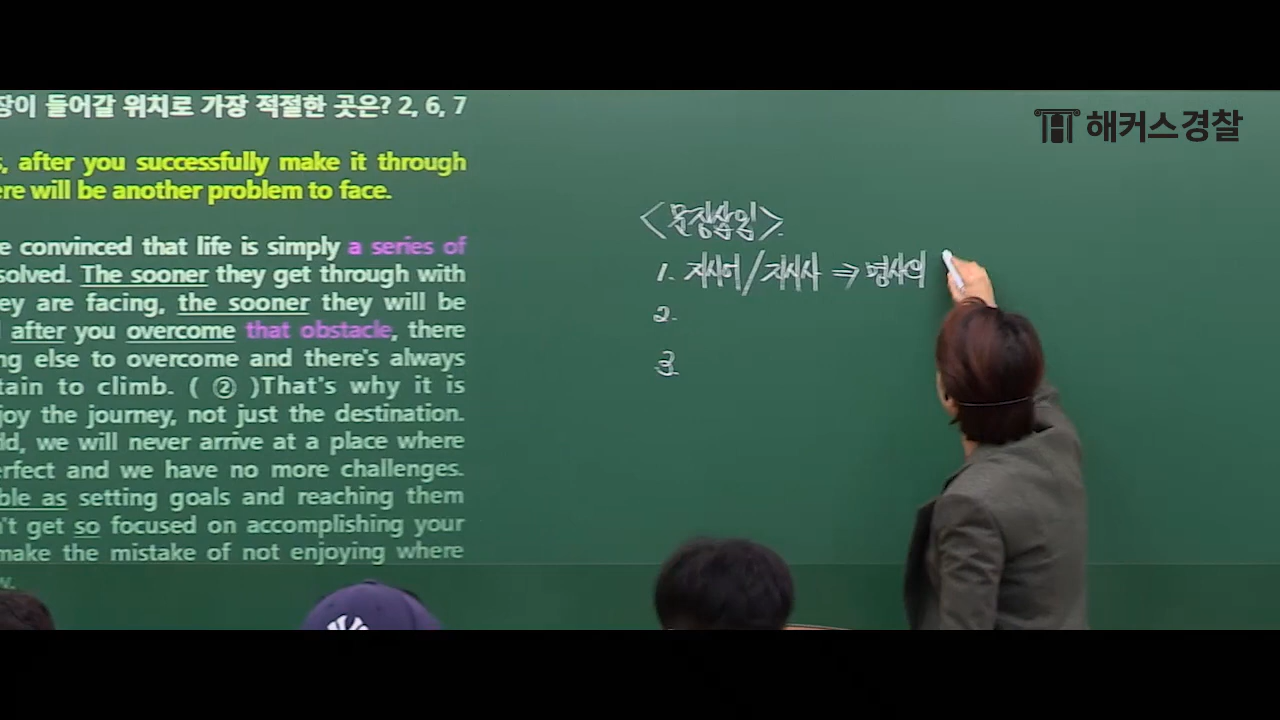 장이 들어갈 위치로 가장 적절한 곳은? 2, 6, 7
s, after you successfully make it through
ere will be another problem to face.
e convinced that life is simply a series of
solved. The sooner they get through with
ey are facing, the sooner they will be
after you overcome that obstacle, there
ng else to overcome and there's always
tain to climb. ( ② )That's why it is
joy the journey, not just the destination.
ld, we will never arrive at a place where
erfect and we have no more challenges.
ble as setting goals and reaching them
n't get so focused on accomplishing your
make the mistake of not enjoying where
w.
해커스경찰
<문장삽입>
1. 지시어/지시사 ⇒ 명사의
2.
3.